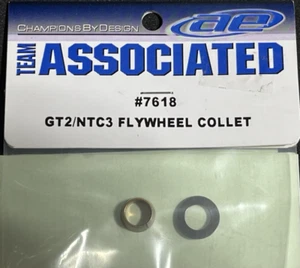 CHAMPIONS BY DESIGN
ae
TEAM
ASSOCIATED
#7618
GT2/NTC3 FLYWHEEL COLLET